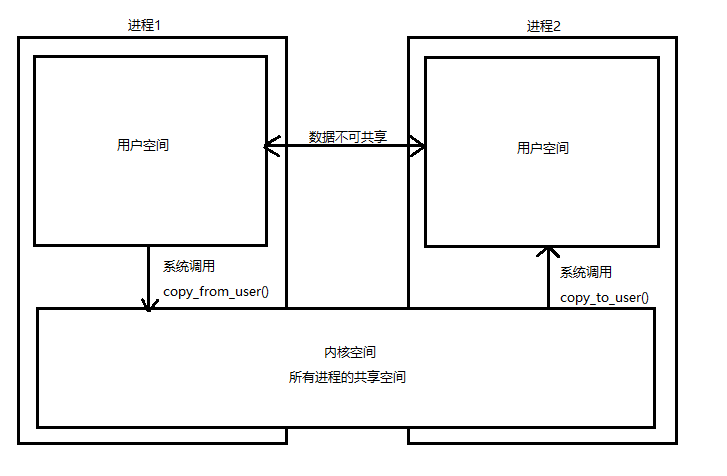 进程1
进程2
用户空间
数据不可共享
用户空间
系统调用
copy_from_user()
系统调用
copy_to_user()
内核空间
所有进程的共享空间